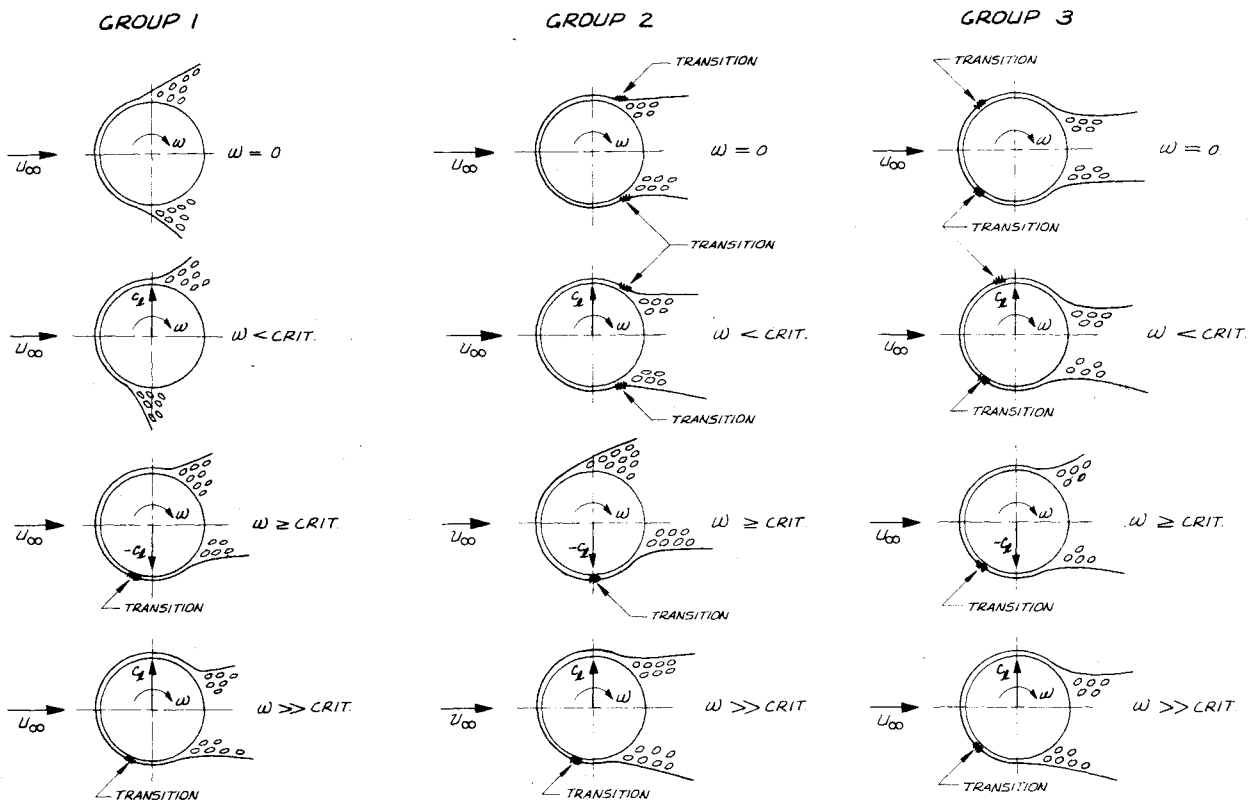 GROUP 1
GROUP 2
GROUP 3
TRANSITION
TRANSITION
ω
ω = 0
U∞
ω
ω = 0
U∞
ω
ω = 0
U∞
TRANSITION
TRANSITION
Cℓ
ω
ω < CRIT.
U∞
Cℓ
ω
ω < CRIT.
U∞
Cℓ
ω
ω < CRIT.
U∞
TRANSITION
TRANSITION
ω
ω ≥ CRIT.
U∞
-Cℓ
ω
ω ≥ CRIT.
U∞
-Cℓ
ω
ω ≥ CRIT.
U∞
-Cℓ
TRANSITION
TRANSITION
TRANSITION
Cℓ
ω
ω >> CRIT.
U∞
Cℓ
ω
ω >> CRIT.
U∞
Cℓ
ω
ω >> CRIT.
U∞
TRANSITION
TRANSITION
TRANSITION